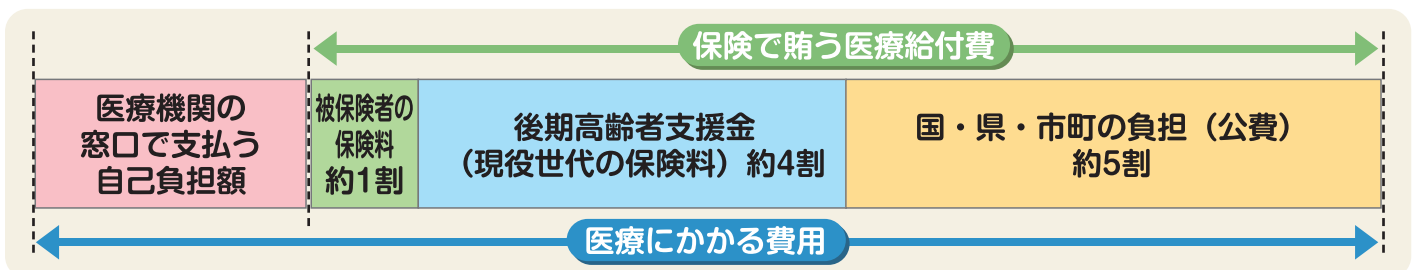 保険で賄う医療給付費
医療機関の
窓口で支払う
自己負担額
被保険者の
保険料
約1割
後期高齢者支援金
（現役世代の保険料）約4割
国・県・市町の負担（公費）
約5割
医療にかかる費用